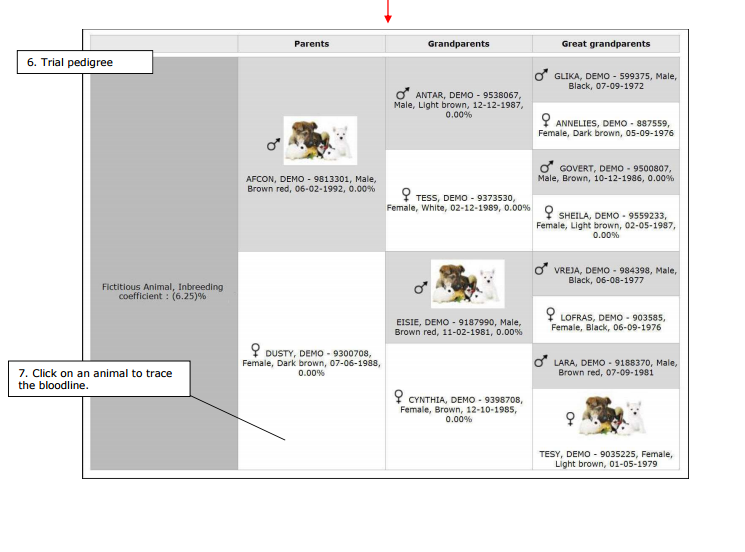 Parents
Grandparents
Great grandparents
6. Trial pedigree
Fictitious Animal, Inbreeding
coefficient : (6.25)%
AFCON, DEMO - 9813301, Male,
Brown red, 06-02-1992, 0.00%
DUSTY, DEMO - 9300708,
Female, Dark brown, 07-06-1988,
0.00%
ANTAR, DEMO - 9538067,
Male, Light brown, 12-12-1987,
0.00%
TESS, DEMO - 9373530,
Female, White, 02-12-1989, 0.00%
EISIE, DEMO - 9187990, Male,
Brown red, 11-02-1981, 0.00%
CYNTHIA, DEMO - 9398708,
Female, Brown, 12-10-1985,
0.00%
GLIKA, DEMO - 599375, Male,
Black, 07-09-1972
ANNELIES, DEMO - 887559,
Female, Dark brown, 05-09-1976
GOVERT, DEMO - 9500807,
Male, Brown, 10-12-1986, 0.00%
SHEILA, DEMO - 9559233,
Female, Light brown, 02-05-1987,
0.00%
VREJA, DEMO - 984398, Male,
Black, 06-08-1977
LOFRAS, DEMO - 903585,
Female, Black, 06-09-1976
LARA, DEMO - 9188370, Male,
Brown red, 07-09-1981
TESY, DEMO - 9035225, Female,
Light brown, 01-05-1979
7. Click on an animal to trace
the bloodline.